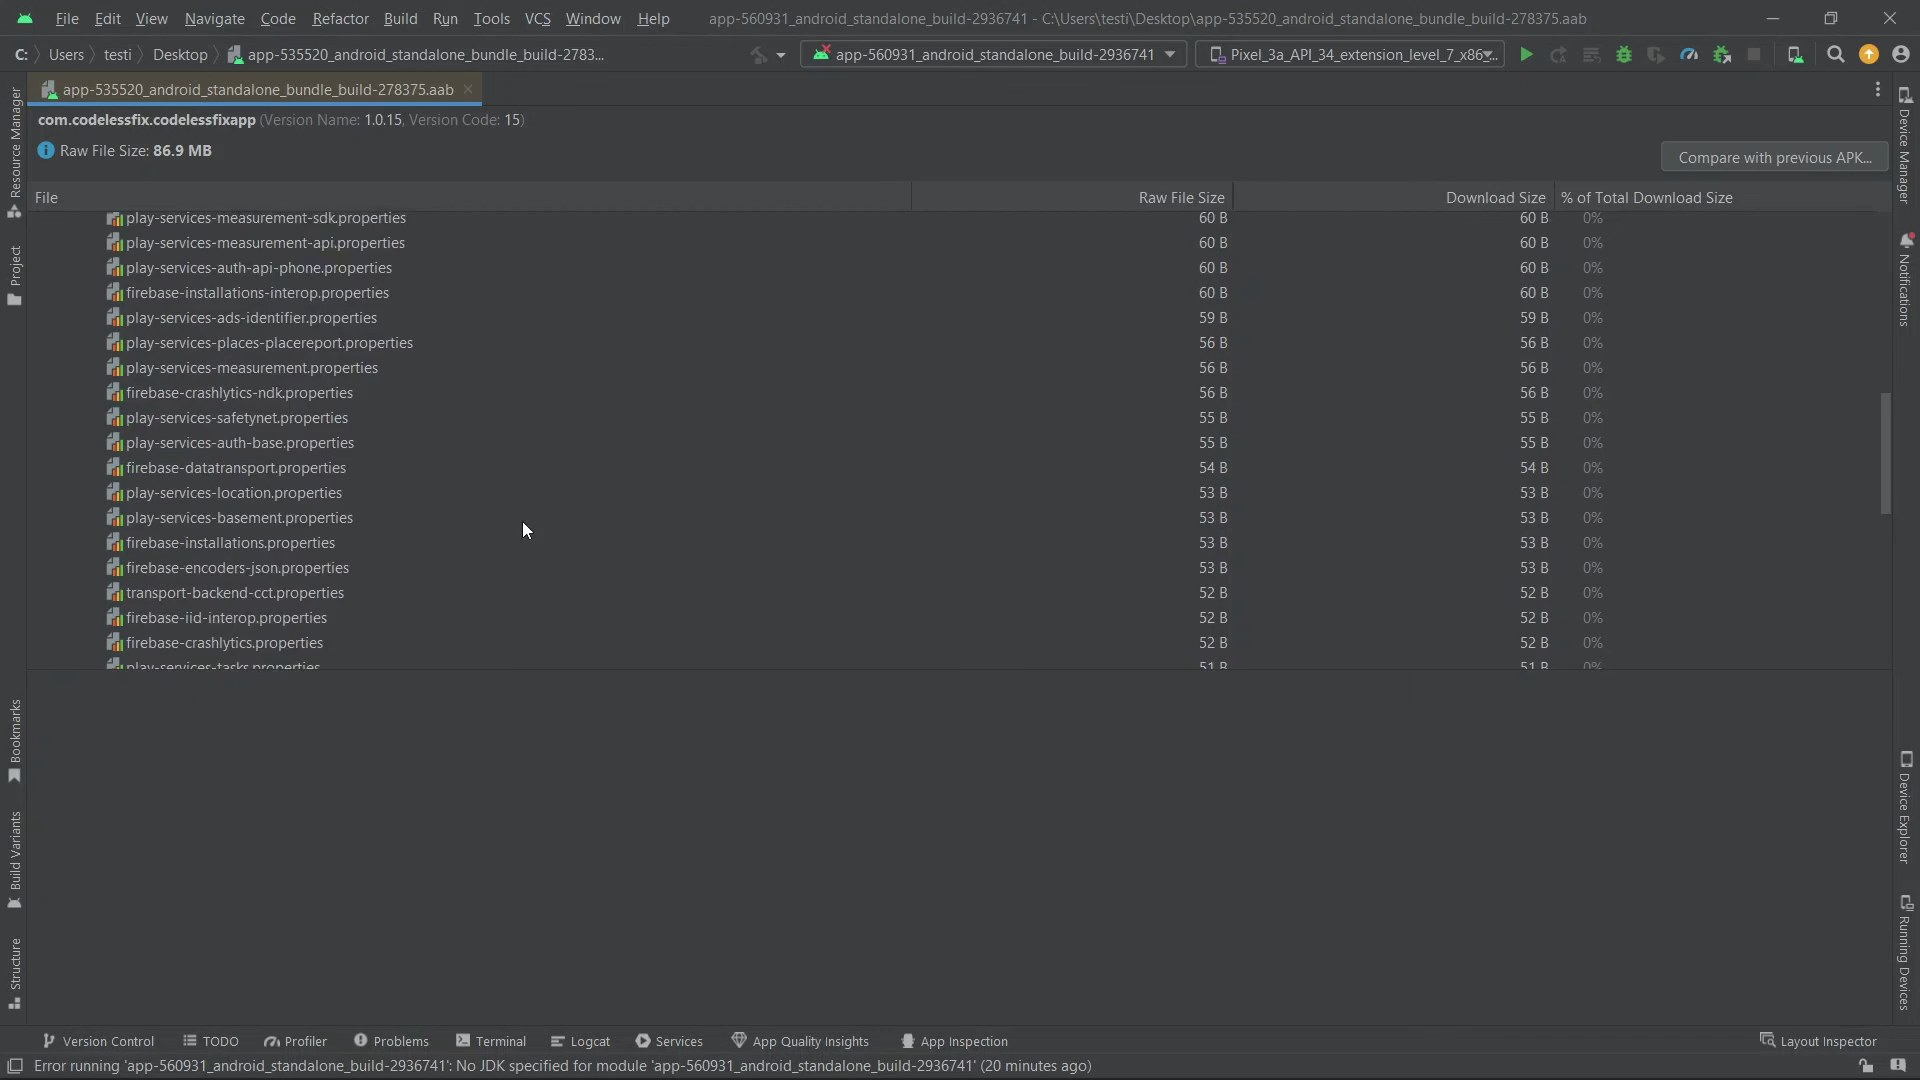 File Edit View Navigate Code Refactor Build Run Tools VCS Window Help app-560931_android_standalone_build-2936741 - C:\Users\testi\Desktop\app-535520_android_standalone_bundle_build-278375.aab
C: Users testi Desktop app-535520_android_standalone_bundle_build-2783... app-560931_android_standalone_build-2936741 Pixel_3a_API_34_extension_level_7_x86_...
app-535520_android_standalone_bundle_build-278375.aab
com.codelessfix.codelessfixapp (Version Name: 1.0.15, Version Code: 15)
Raw File Size: 86.9 MB
Compare with previous APK...
File Raw File Size Download Size % of Total Download Size
play-services-measurement-sdk.properties 60 B 60 B 0%
play-services-measurement-api.properties 60 B 60 B 0%
play-services-auth-api-phone.properties 60 B 60 B 0%
firebase-installations-interop.properties 60 B 60 B 0%
play-services-ads-identifier.properties 59 B 59 B 0%
play-services-places-placereport.properties 56 B 56 B 0%
play-services-measurement.properties 56 B 56 B 0%
firebase-crashlytics-ndk.properties 56 B 56 B 0%
play-services-safetynet.properties 55 B 55 B 0%
play-services-auth-base.properties 55 B 55 B 0%
firebase-datatransport.properties 54 B 54 B 0%
play-services-location.properties 53 B 53 B 0%
play-services-basement.properties 53 B 53 B 0%
firebase-installations.properties 53 B 53 B 0%
firebase-encoders-json.properties 53 B 53 B 0%
transport-backend-cct.properties 52 B 52 B 0%
firebase-iid-interop.properties 52 B 52 B 0%
firebase-crashlytics.properties 52 B 52 B 0%
play-services-tasks.properties 51 B 51 B 0%
Resource Manager
Project
Bookmarks
Build Variants
Structure
Device Manager
Notifications
Device Explorer
Running Devices
Version Control TODO Profiler Problems Terminal Logcat Services App Quality Insights App Inspection Layout Inspector
Error running 'app-560931_android_standalone_build-2936741': No JDK specified for module 'app-560931_android_standalone_build-2936741' (20 minutes ago)